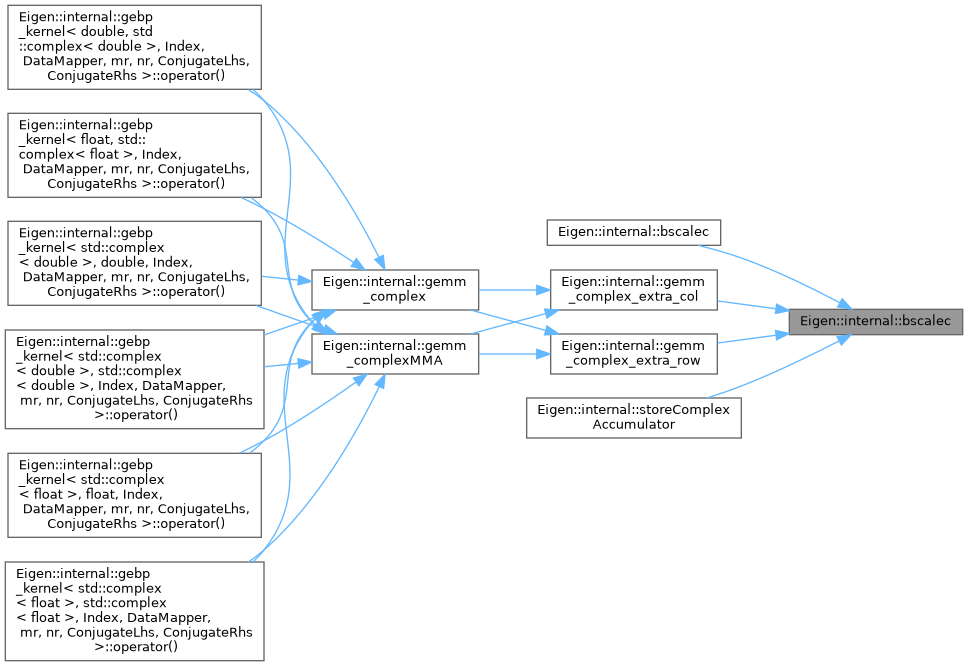 Eigen::internal::gebp
_kernel< double, std
::complex< double >, Index,
DataMapper, mr, nr, ConjugateLhs,
ConjugateRhs >::operator()
Eigen::internal::gebp
_kernel< float, std::
complex< float >, Index,
DataMapper, mr, nr, ConjugateLhs,
ConjugateRhs >::operator()
Eigen::internal::gebp
_kernel< std::complex
< double >, double, Index,
DataMapper, mr, nr, ConjugateLhs,
ConjugateRhs >::operator()
Eigen::internal::gebp
_kernel< std::complex
< double >, std::complex
< double >, Index, DataMapper,
mr, nr, ConjugateLhs, ConjugateRhs
>::operator()
Eigen::internal::gebp
_kernel< std::complex
< float >, float, Index,
DataMapper, mr, nr, ConjugateLhs,
ConjugateRhs >::operator()
Eigen::internal::gebp
_kernel< std::complex
< float >, std::complex
< float >, Index, DataMapper,
mr, nr, ConjugateLhs, ConjugateRhs
>::operator()
Eigen::internal::gemm
_complex
Eigen::internal::gemm
_complexMMA
Eigen::internal::bscalec
Eigen::internal::gemm
_complex_extra_col
Eigen::internal::gemm
_complex_extra_row
Eigen::internal::storeComplex
Accumulator
Eigen::internal::bscalec